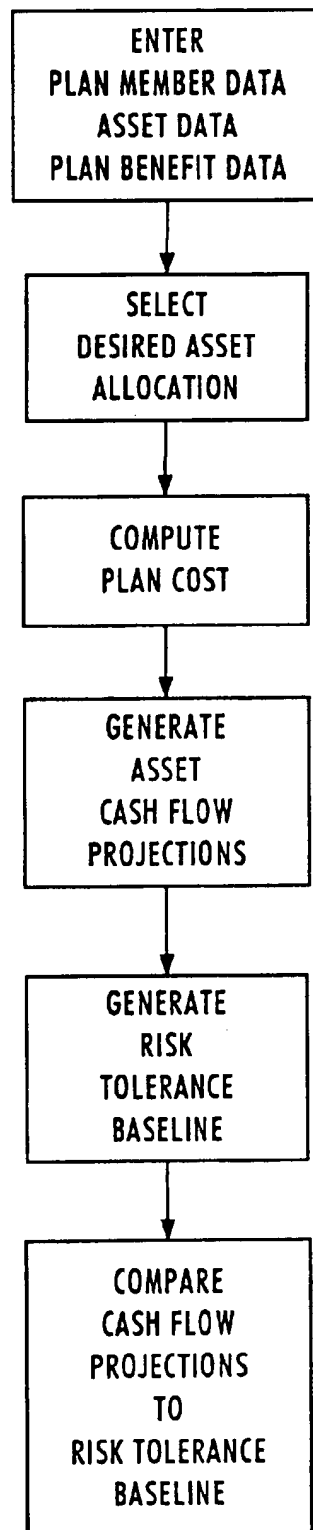 ENTER
PLAN MEMBER DATA
ASSET DATA
PLAN BENEFIT DATA
SELECT
DESIRED ASSET
ALLOCATION
COMPUTE
PLAN COST
GENERATE
ASSET
CASH FLOW
PROJECTIONS
GENERATE
RISK
TOLERANCE
BASELINE
COMPARE
CASH FLOW
PROJECTIONS
TO
RISK TOLERANCE
BASELINE